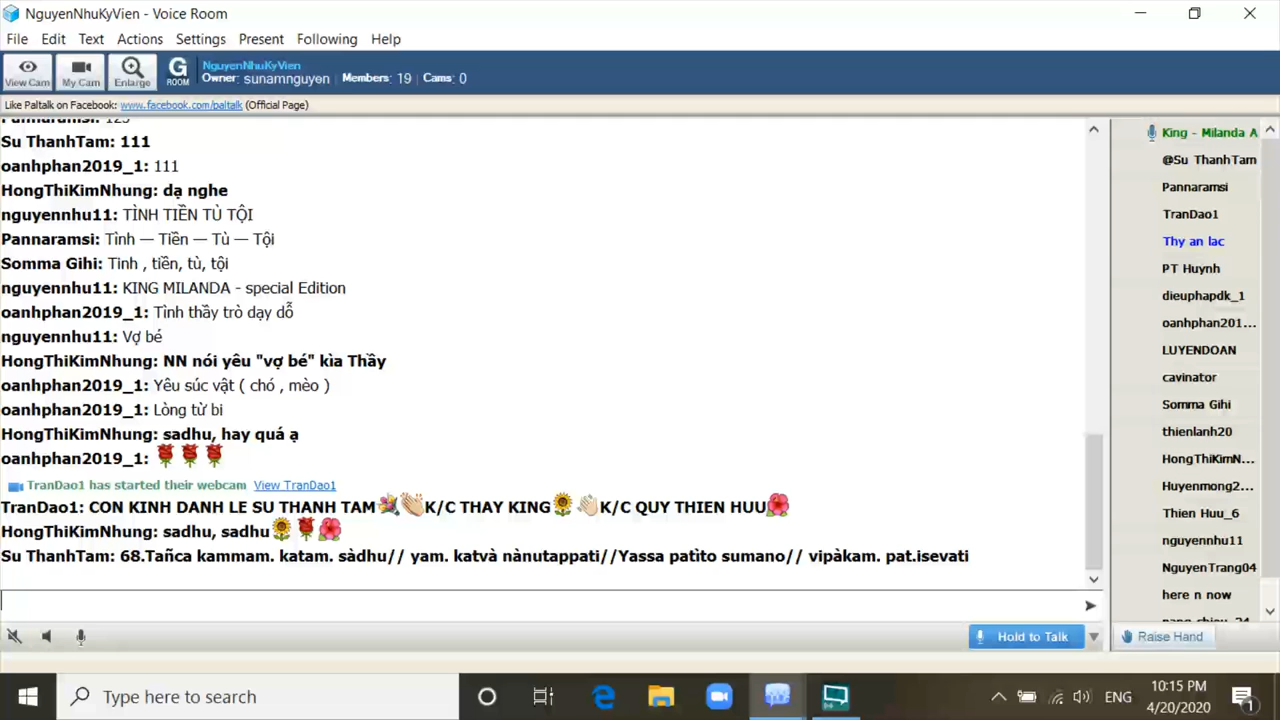 NguyenNhuKyVien - Voice Room
File Edit Text Actions Settings Present Following Help
View Cam My Cam Enlarge G ROOM
NguyenNhuKyVien
Owner: sunamnguyen Members: 19 Cams: 0
Like Paltalk on Facebook: www.facebook.com/paltalk (Official Page)
Pannaramsi: 123
Su ThanhTam: 111
oanhphan2019_1: 111
HongThiKimNhung: dạ nghe
nguyennhu11: TÌNH TIỀN TÙ TỘI
Pannaramsi: Tình — Tiền — Tù — Tội
Somma Gihi: Tinh , tiền, tù, tội
nguyennhu11: KING MILANDA - special Edition
oanhphan2019_1: Tình thầy trò dạy dỗ
nguyennhu11: Vợ bé
HongThiKimNhung: NN nói yêu "vợ bé" kìa Thầy
oanhphan2019_1: Yêu súc vật ( chó , mèo )
oanhphan2019_1: Lòng từ bi
HongThiKimNhung: sadhu, hay quá ạ
oanhphan2019_1: 🌹🌹🌹
TranDao1 has started their webcam View TranDao1
TranDao1: CON KINH DANH LE SU THANH TAM💐👏K/C THAY KING🌻👏K/C QUY THIEN HUU🌺
HongThiKimNhung: sadhu, sadhu🌻🌹🌺
Su ThanhTam: 68.Tañca kammam. katam. sàdhu// yam. katvà nànutappati//Yassa patìto sumano// vipàkam. pat.isevati
King - Milanda A
@Su ThanhTam
Pannaramsi
TranDao1
Thy an lac
PT Huynh
dieuphapdk_1
oanhphan201...
LUYENDOAN
cavinator
Somma Gihi
thienlanh20
HongThiKimN...
Huyenmong2...
Thien Huu_6
nguyennhu11
NguyenTrang04
here n now
Hold to Talk
Raise Hand
Type here to search
ENG
10:15 PM
4/20/2020
1